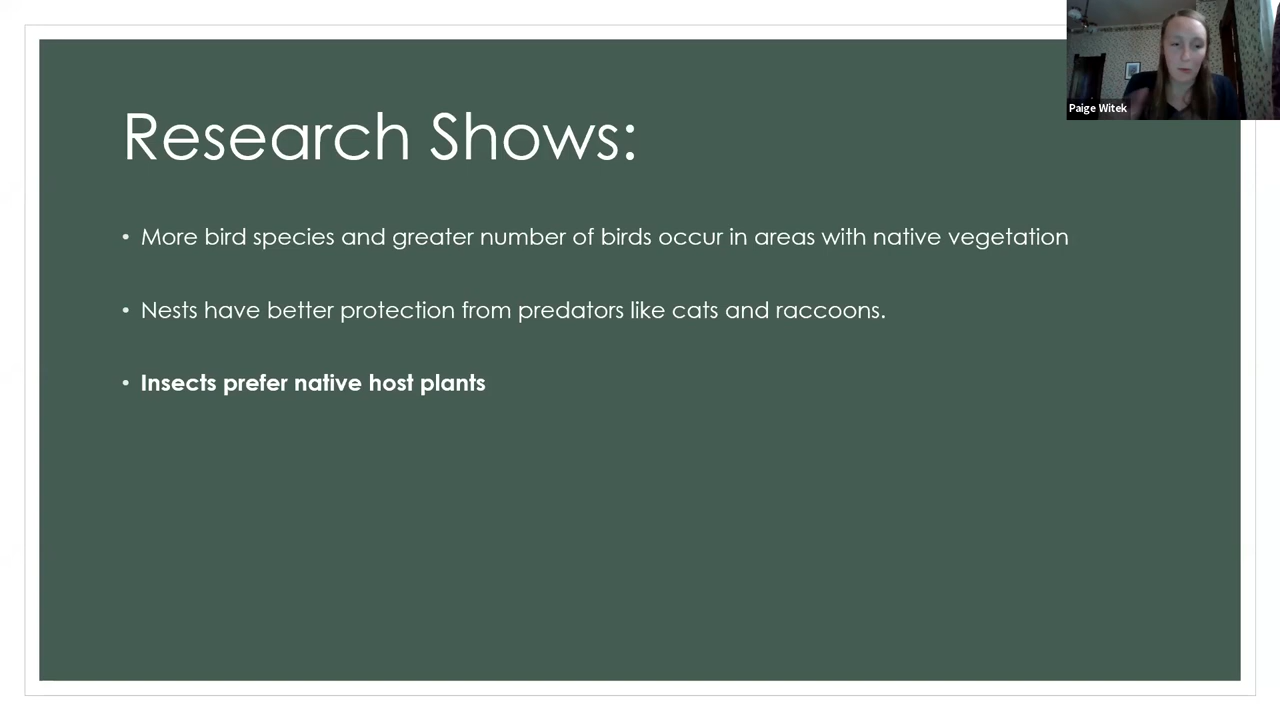 Paige Witek
Research Shows:
• More bird species and greater number of birds occur in areas with native vegetation
• Nests have better protection from predators like cats and raccoons.
• Insects prefer native host plants